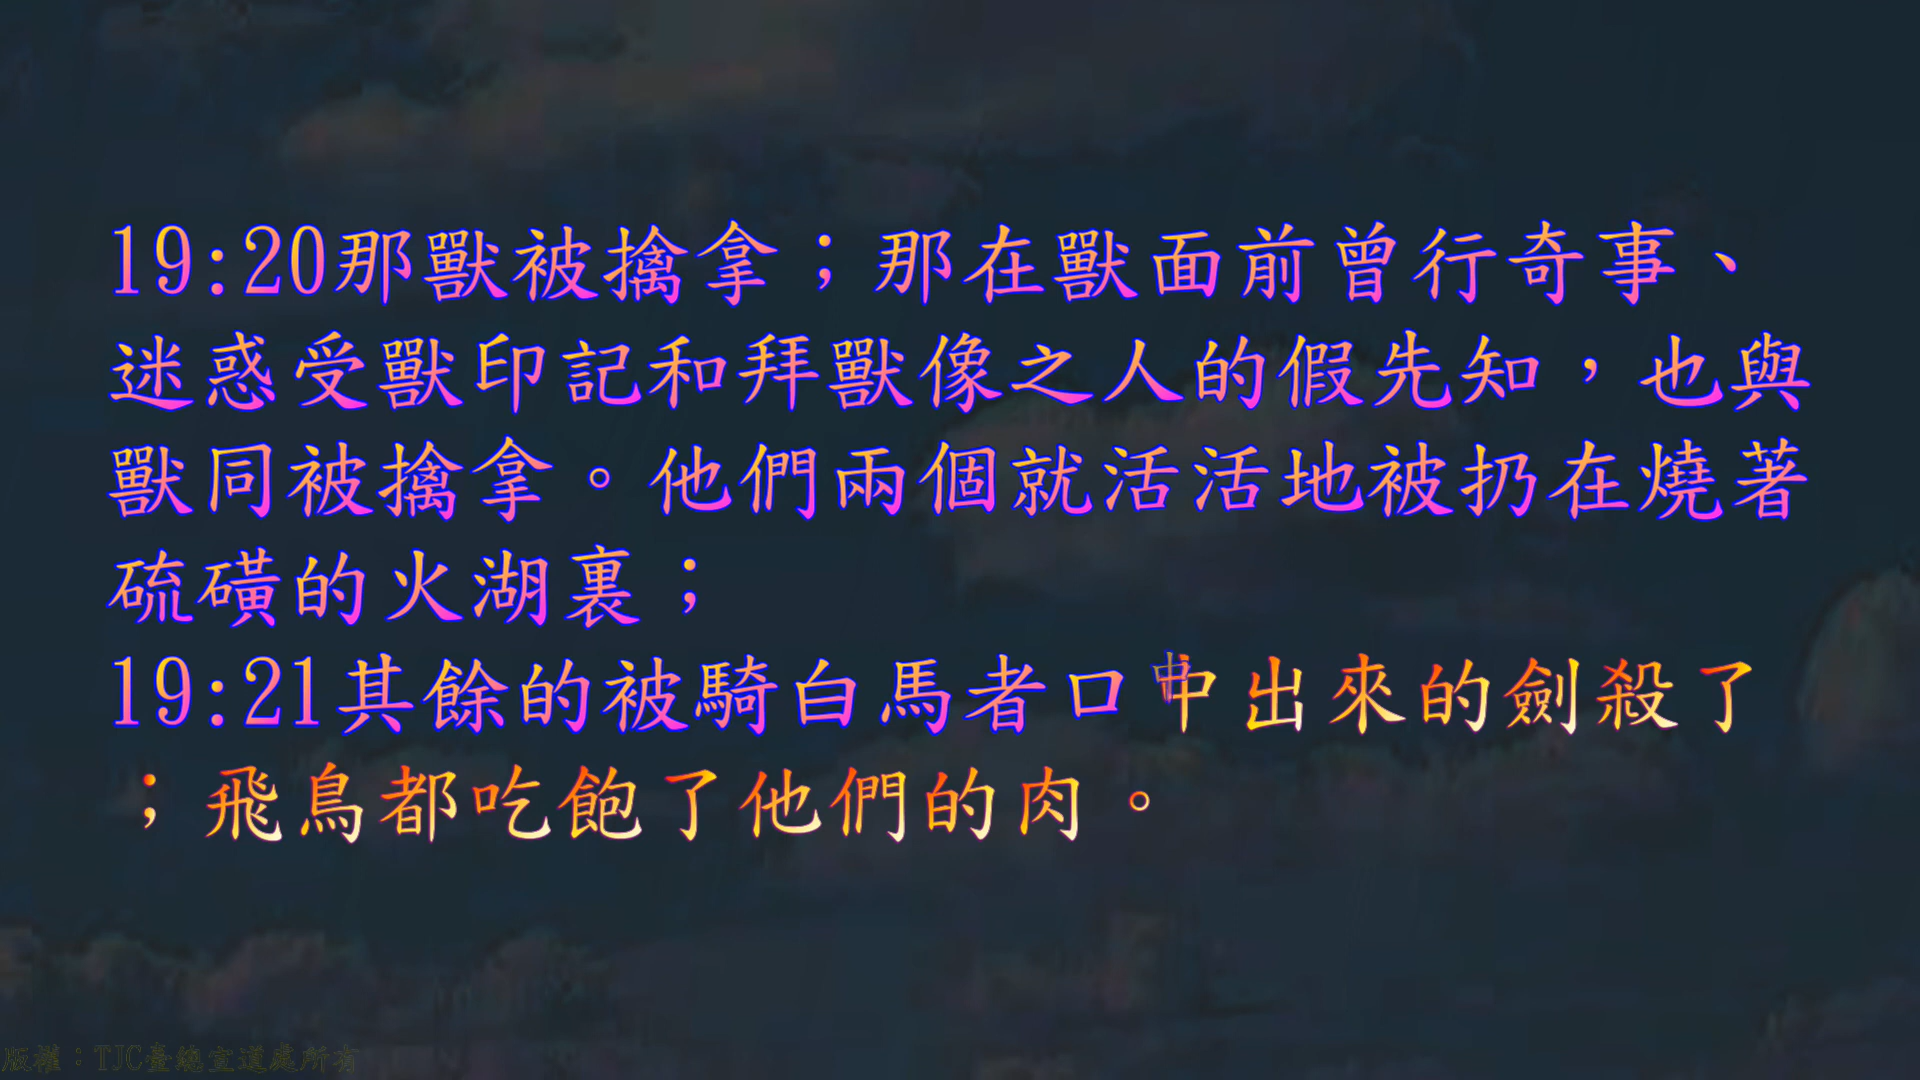 19:20那獸被擒拿；那在獸面前曾行奇事、
迷惑受獸印記和拜獸像之人的假先知，也與
獸同被擒拿。他們兩個就活活地被扔在燒著
硫磺的火湖裏；
19:21其餘的被騎白馬者口中出來的劍殺了
；飛鳥都吃飽了他們的肉。
版權：TJC臺總宣道處所有